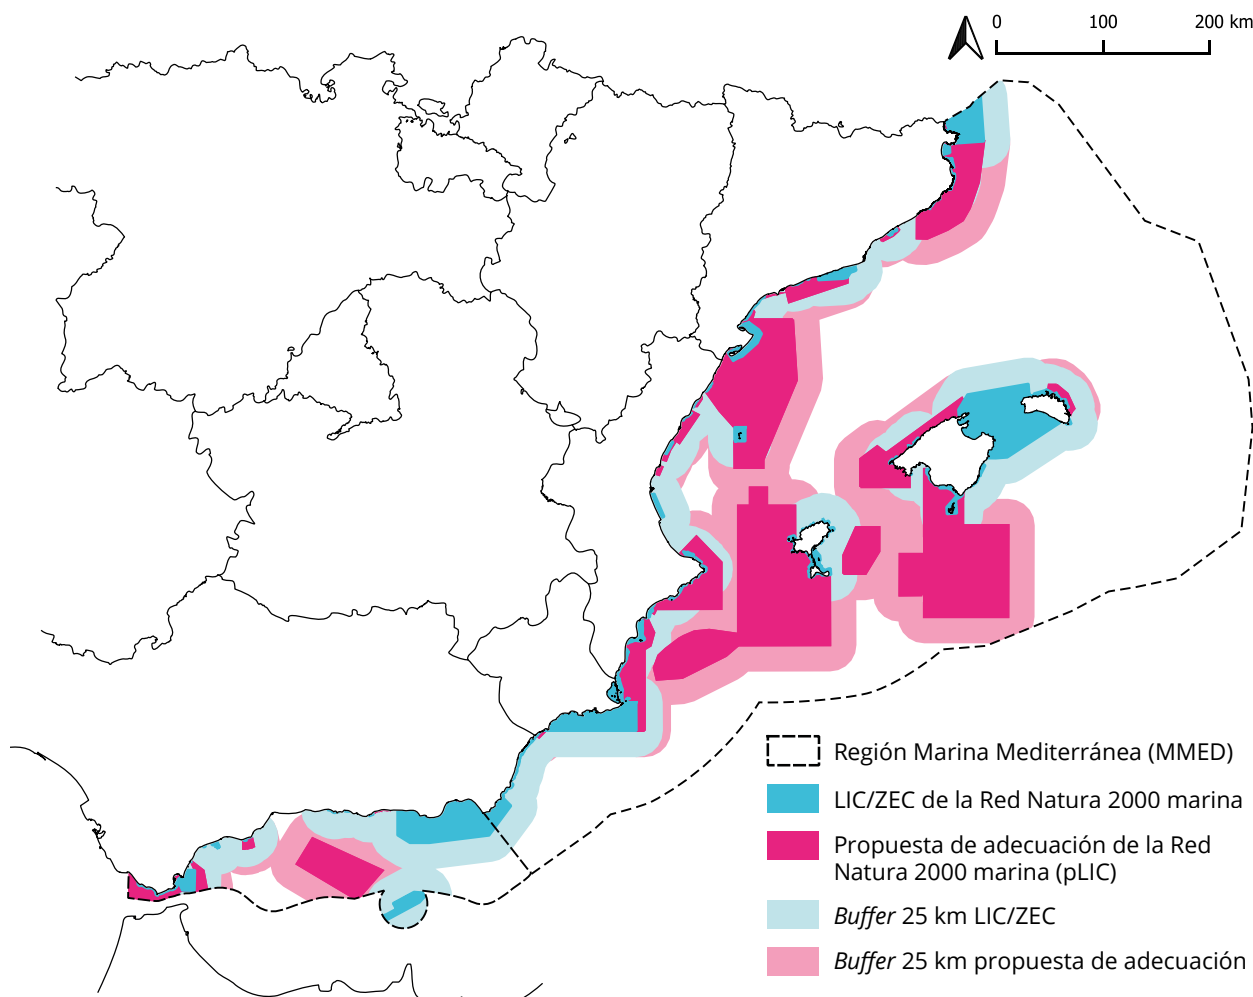 0 100 200 km
Región Marina Mediterránea (MMED)
LIC/ZEC de la Red Natura 2000 marina
Propuesta de adecuación de la Red
Natura 2000 marina (pLIC)
Buffer 25 km LIC/ZEC
Buffer 25 km propuesta de adecuación